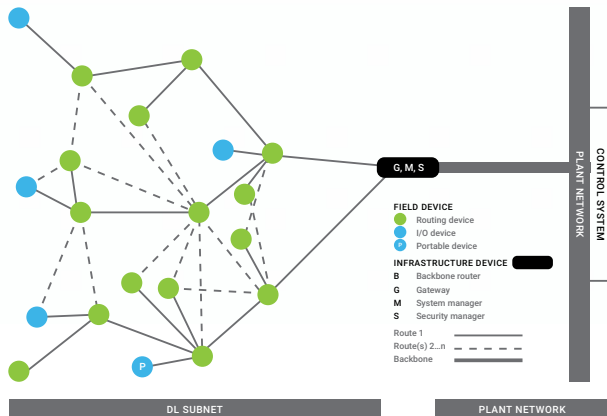 G, M, S
PLANT NETWORK
CONTROL SYSTEM
FIELD DEVICE
Routing device
I/O device
P Portable device
INFRASTRUCTURE DEVICE
B Backbone router
G Gateway
M System manager
S Security manager
Route 1
Route(s) 2...n
Backbone
P
DL SUBNET
PLANT NETWORK